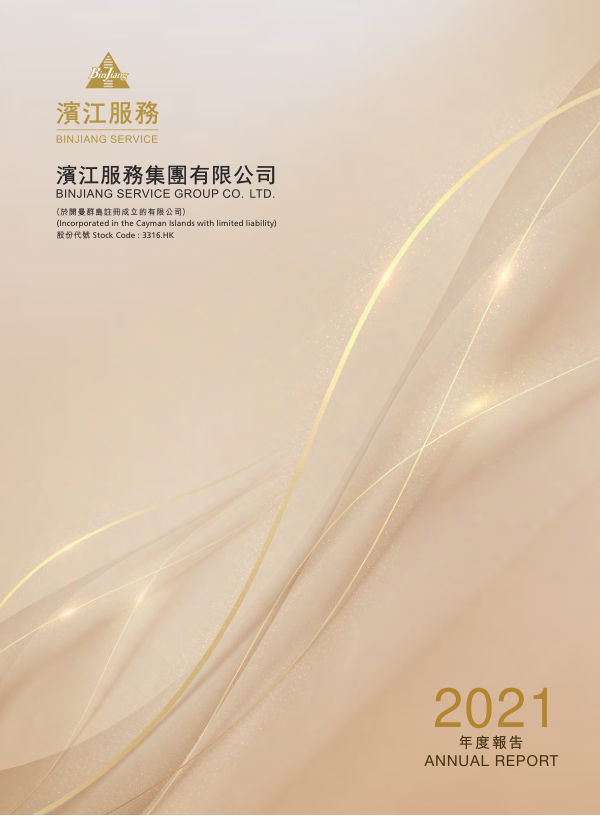 BinJiang
濱江服務
BINJIANG SERVICE
濱江服務集團有限公司
BINJIANG SERVICE GROUP CO. LTD.
(於開曼群島註冊成立的有限公司)
(Incorporated in the Cayman Islands with limited liability)
股份代號 Stock Code : 3316.HK
2021
年度報告
ANNUAL REPORT